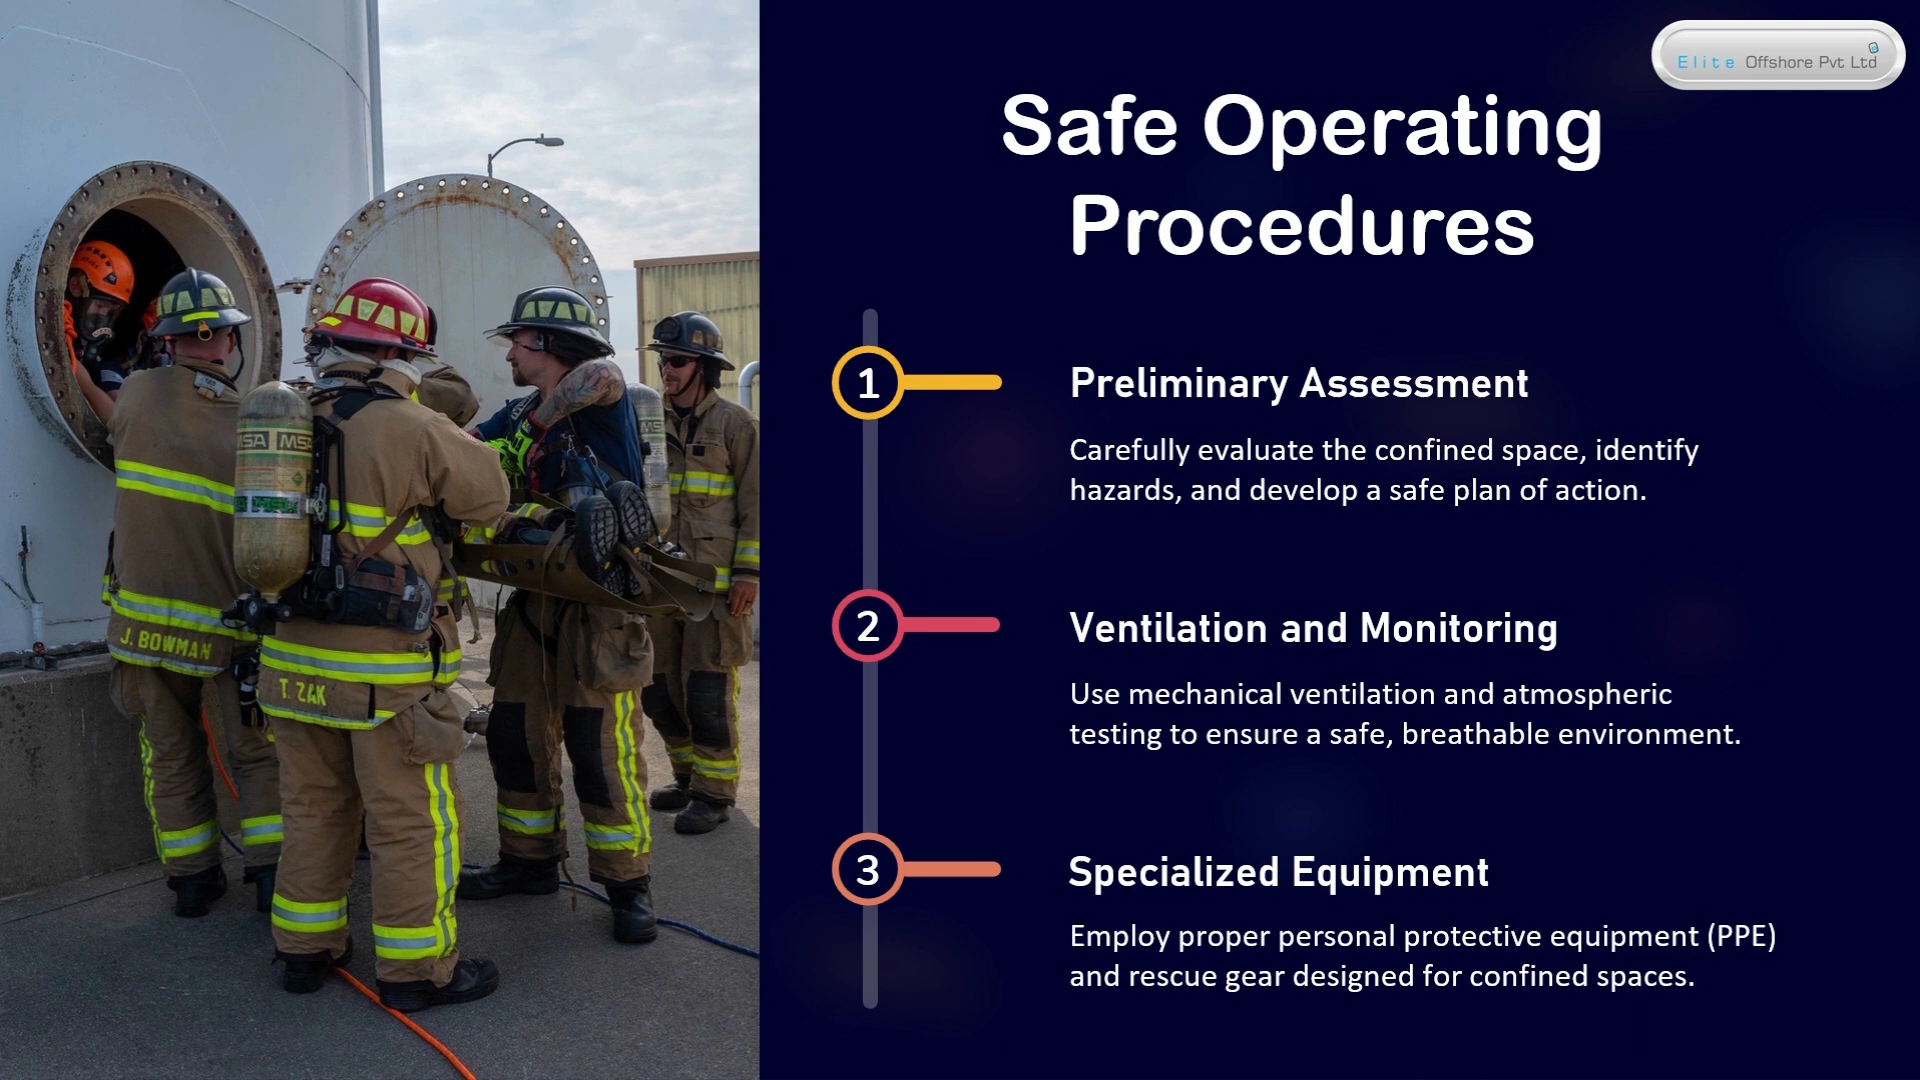 Elite Offshore Pvt Ltd
Safe Operating
Procedures
1
Preliminary Assessment
Carefully evaluate the confined space, identify
hazards, and develop a safe plan of action.
2
Ventilation and Monitoring
Use mechanical ventilation and atmospheric
testing to ensure a safe, breathable environment.
3
Specialized Equipment
Employ proper personal protective equipment (PPE)
and rescue gear designed for confined spaces.
MSA MSA
MSA
J. BOWMAN
T. ZAK